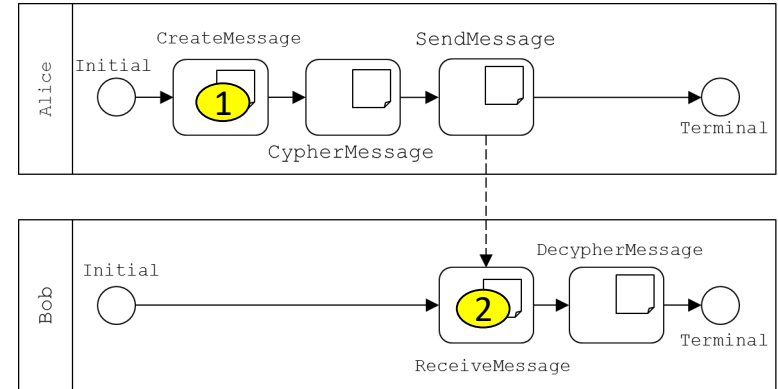 Alice
Initial
CreateMessage
1
CypherMessage
SendMessage
Terminal
Bob
Initial
2
ReceiveMessage
DecypherMessage
Terminal